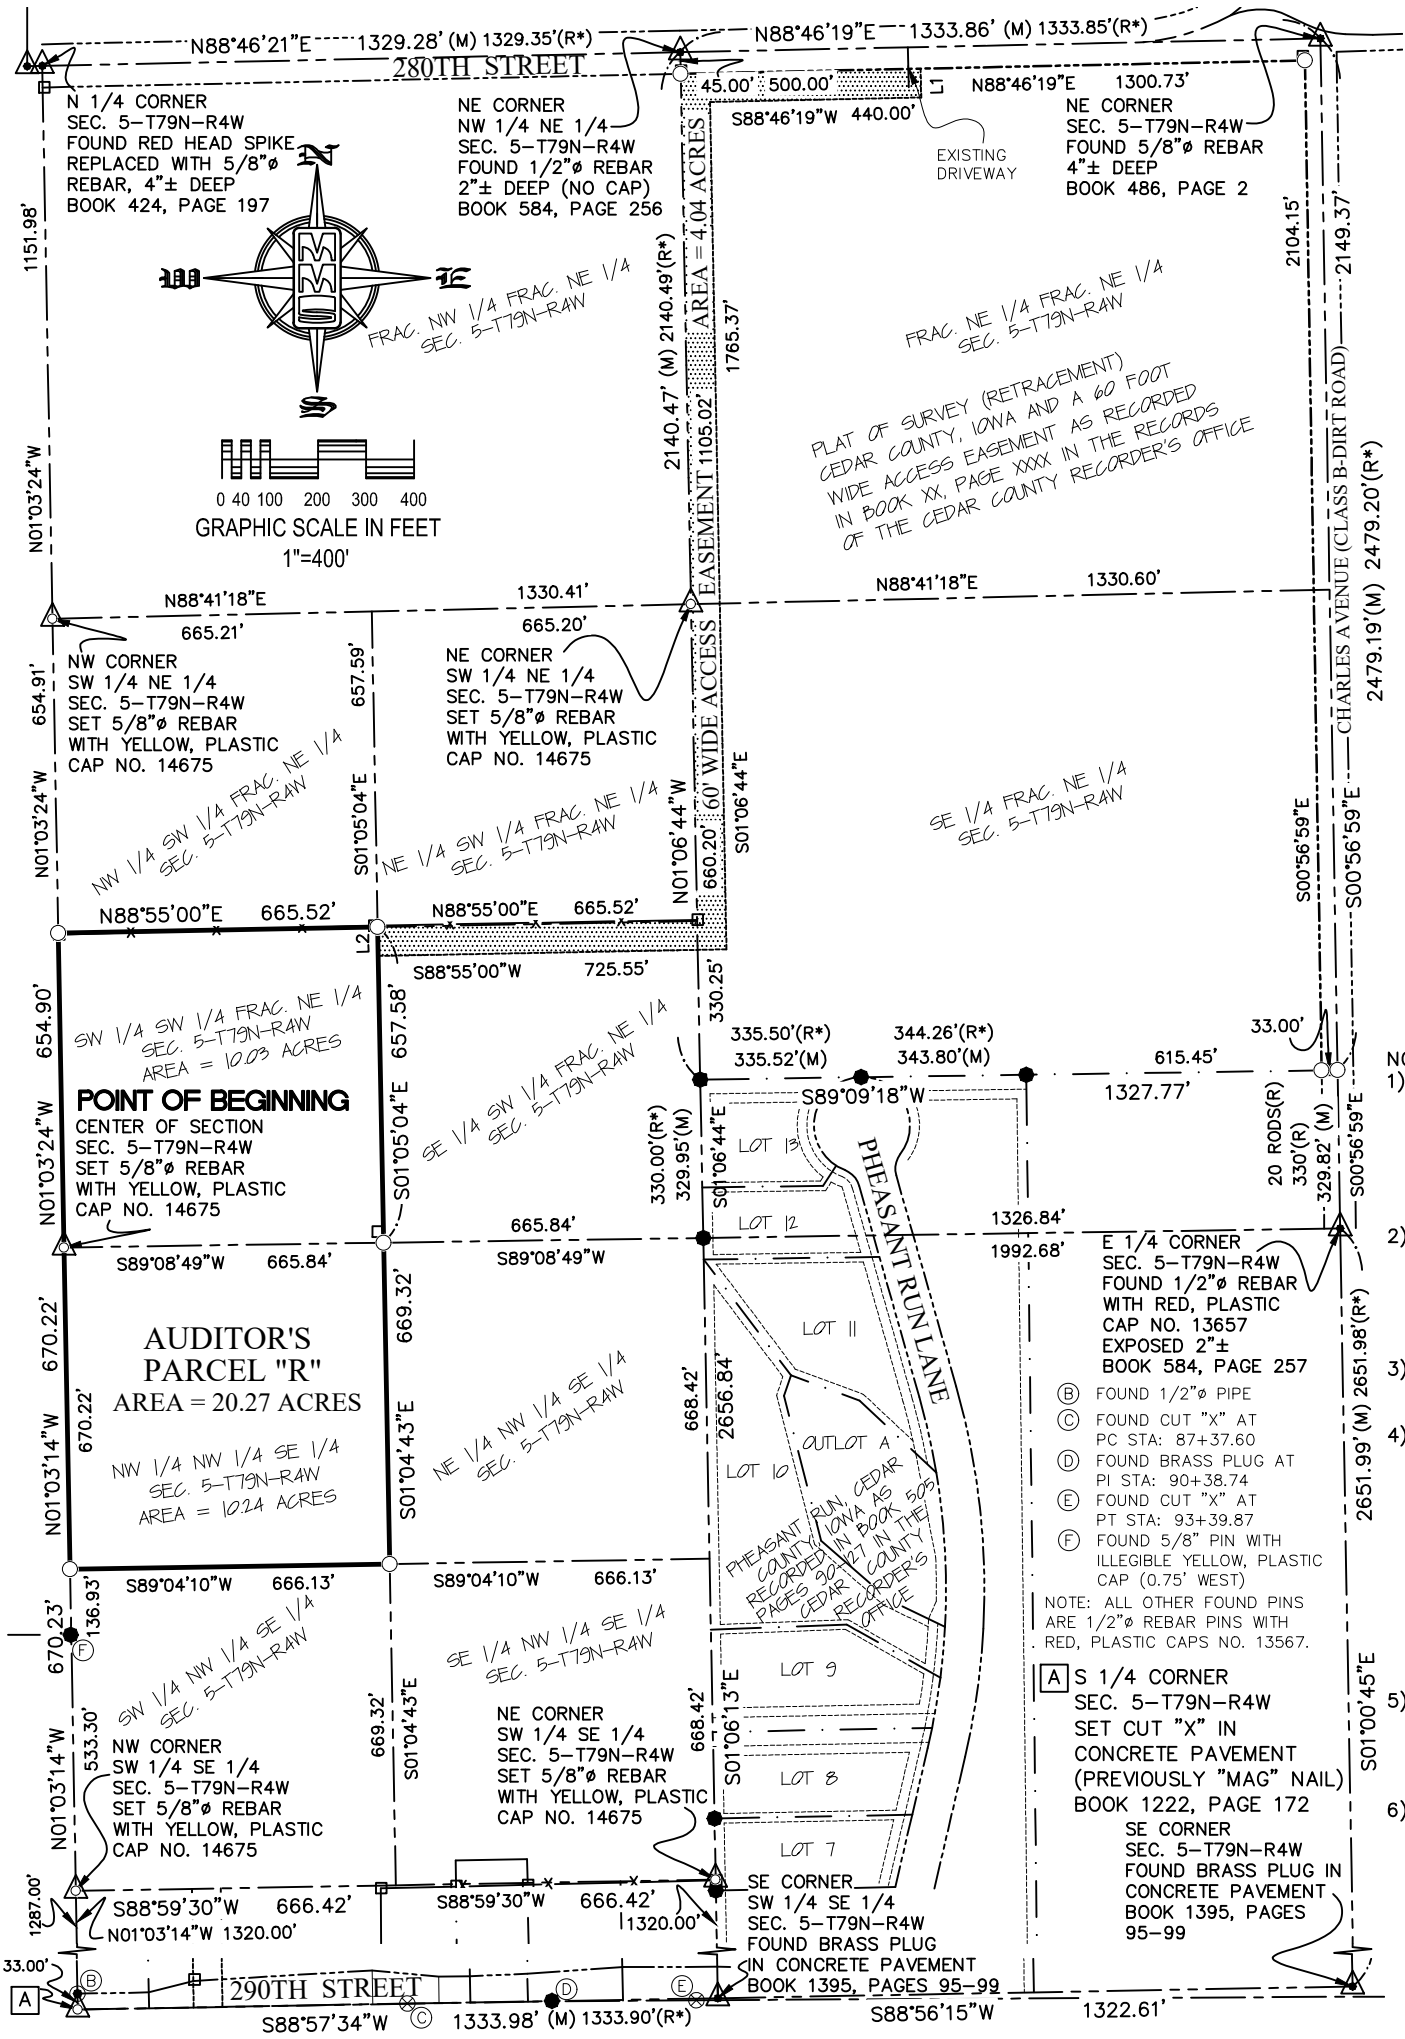 N88°46'21"E 1329.28' (M) 1329.35'(R*)
N88°46'19"E 1333.86' (M) 1333.85'(R*)
280TH STREET
N 1/4 CORNER
SEC. 5-T79N-R4W
FOUND RED HEAD SPIKE
REPLACED WITH 5/8"ø
REBAR, 4"± DEEP
BOOK 424, PAGE 197
NE CORNER
NW 1/4 NE 1/4
SEC. 5-T79N-R4W
FOUND 1/2"ø REBAR
2"± DEEP (NO CAP)
BOOK 584, PAGE 256
45.00' 500.00'
L1
N88°46'19"E 1300.73'
S88°46'19"W 440.00'
EXISTING
DRIVEWAY
NE CORNER
SEC. 5-T79N-R4W
FOUND 5/8"ø REBAR
4"± DEEP
BOOK 486, PAGE 2
N
W
E
S
1151.98'
N01°03'24"W
FRAC. NW 1/4 FRAC. NE 1/4
SEC. 5-T79N-R4W
2140.47' (M) 2140.49'(R*)
60' WIDE ACCESS EASEMENT AREA = 4.04 ACRES
1105.02'
1765.37'
FRAC. NE 1/4 FRAC. NE 1/4
SEC. 5-T79N-R4W
PLAT OF SURVEY (RETRACEMENT)
CEDAR COUNTY, IOWA AND A 60 FOOT
WIDE ACCESS EASEMENT AS RECORDED
IN BOOK XX, PAGE XXXX IN THE RECORDS
OF THE CEDAR COUNTY RECORDER'S OFFICE
2104.15'
2149.37'
CHARLES AVENUE (CLASS B-DIRT ROAD)
2479.19'(M) 2479.20'(R*)
0 40 100 200 300 400
GRAPHIC SCALE IN FEET
1"=400'
N88°41'18"E 1330.41'
N88°41'18"E 1330.60'
665.21'
665.20'
NW CORNER
SW 1/4 NE 1/4
SEC. 5-T79N-R4W
SET 5/8"ø REBAR
WITH YELLOW, PLASTIC
CAP NO. 14675
NE CORNER
SW 1/4 NE 1/4
SEC. 5-T79N-R4W
SET 5/8"ø REBAR
WITH YELLOW, PLASTIC
CAP NO. 14675
654.91'
N01°03'24"W
657.59'
S01°05'04"E
NW 1/4 SW 1/4 FRAC. NE 1/4
SEC. 5-T79N-R4W
NE 1/4 SW 1/4 FRAC. NE 1/4
SEC. 5-T79N-R4W
N01°06'44"W
660.20'
S01°06'44"E
SE 1/4 FRAC. NE 1/4
SEC. 5-T79N-R4W
S00°56'59"E
S00°56'59"E
N88°55'00"E 665.52'
N88°55'00"E 665.52'
L2
S88°55'00"W 725.55'
654.90'
N01°03'24"W
SW 1/4 SW 1/4 FRAC. NE 1/4
SEC. 5-T79N-R4W
AREA = 10.03 ACRES
657.58'
S01°05'04"E
SE 1/4 SW 1/4 FRAC. NE 1/4
SEC. 5-T79N-R4W
330.25'
335.50'(R*) 344.26'(R*)
335.52'(M) 343.80'(M)
615.45'
33.00'
S89°09'18"W
1327.77'
NO
1)
POINT OF BEGINNING
CENTER OF SECTION
SEC. 5-T79N-R4W
SET 5/8"ø REBAR
WITH YELLOW, PLASTIC
CAP NO. 14675
330.00'(R*)
329.95'(M)
S01°06'44"E
LOT 13
LOT 12
PHEASANT RUN LANE
20 RODS(R)
330'(R)
329.82' (M)
S00°56'59"E
S89°08'49"W 665.84'
665.84'
S89°08'49"W
1326.84'
1992.68'
2)
E 1/4 CORNER
SEC. 5-T79N-R4W
FOUND 1/2"ø REBAR
WITH RED, PLASTIC
CAP NO. 13657
EXPOSED 2"±
BOOK 584, PAGE 257
670.22'
N01°03'14"W
670.22'
AUDITOR'S
PARCEL "R"
AREA = 20.27 ACRES
NW 1/4 NW 1/4 SE 1/4
SEC. 5-T79N-R4W
AREA = 10.24 ACRES
669.32'
S01°04'43"E
NE 1/4 NW 1/4 SE 1/4
SEC. 5-T79N-R4W
668.42'
2656.84'
LOT 11
OUTLOT A
LOT 10
PHEASANT RUN, CEDAR
COUNTY, IOWA AS
RECORDED IN BOOK 505
PAGES 90-127 IN THE
CEDAR COUNTY
RECORDER'S
OFFICE
3)
B FOUND 1/2"ø PIPE
C FOUND CUT "X" AT
PC STA: 87+37.60
D FOUND BRASS PLUG AT
PI STA: 90+38.74
E FOUND CUT "X" AT
PT STA: 93+39.87
F FOUND 5/8" PIN WITH
ILLEGIBLE YELLOW, PLASTIC
CAP (0.75' WEST)
NOTE: ALL OTHER FOUND PINS
ARE 1/2"ø REBAR PINS WITH
RED, PLASTIC CAPS NO. 13567.
2651.99' (M) 2651.98'(R*)
4)
S89°04'10"W 666.13'
S89°04'10"W 666.13'
670.23'
136.93'
F
SW 1/4 NW 1/4 SE 1/4
SEC. 5-T79N-R4W
SE 1/4 NW 1/4 SE 1/4
SEC. 5-T79N-R4W
LOT 9
A S 1/4 CORNER
SEC. 5-T79N-R4W
SET CUT "X" IN
CONCRETE PAVEMENT
(PREVIOUSLY "MAG" NAIL)
BOOK 1222, PAGE 172
S01°00'45"E
5)
533.30'
N01°03'14"W
NW CORNER
SW 1/4 SE 1/4
SEC. 5-T79N-R4W
SET 5/8"ø REBAR
WITH YELLOW, PLASTIC
CAP NO. 14675
669.32'
S01°04'43"E
NE CORNER
SW 1/4 SE 1/4
SEC. 5-T79N-R4W
SET 5/8"ø REBAR
WITH YELLOW, PLASTIC
CAP NO. 14675
668.42'
S01°06'13"E
LOT 8
LOT 7
6)
SE CORNER
SEC. 5-T79N-R4W
FOUND BRASS PLUG IN
CONCRETE PAVEMENT
BOOK 1395, PAGES
95-99
1287.00'
S88°59'30"W 666.42'
S88°59'30"W 666.42'
N01°03'14"W 1320.00'
1320.00'
SE CORNER
SW 1/4 SE 1/4
SEC. 5-T79N-R4W
FOUND BRASS PLUG
IN CONCRETE PAVEMENT
BOOK 1395, PAGES 95-99
33.00'
B
A
290TH STREET
C
D
E
S88°57'34"W 1333.98' (M) 1333.90'(R*)
S88°56'15"W 1322.61'